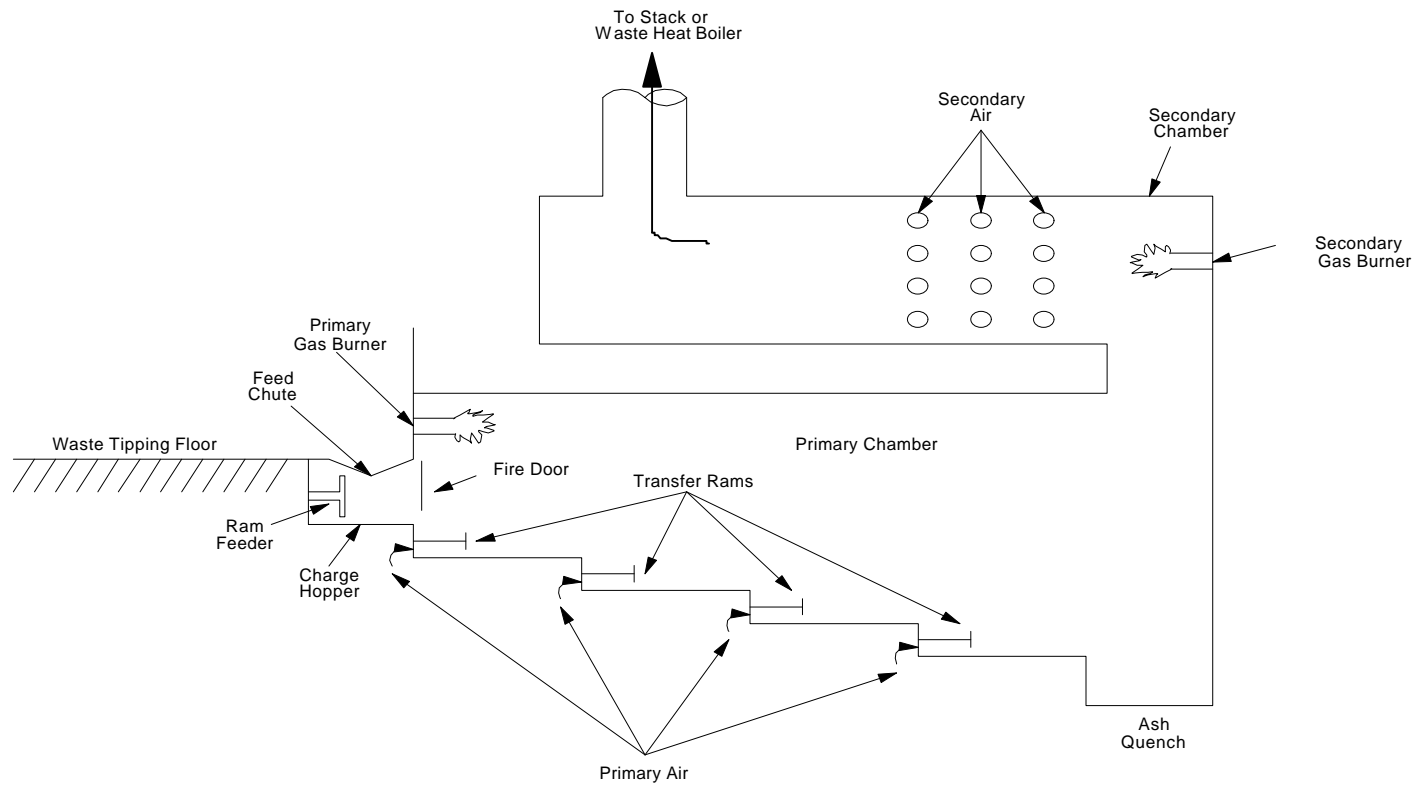 To Stack or
Waste Heat Boiler
Secondary
Air
Secondary
Chamber
Secondary
Gas Burner
Primary
Gas Burner
Feed
Chute
Waste Tipping Floor
Primary Chamber
Fire Door
Transfer Rams
Ram
Feeder
Charge
Hopper
Ash
Quench
Primary Air